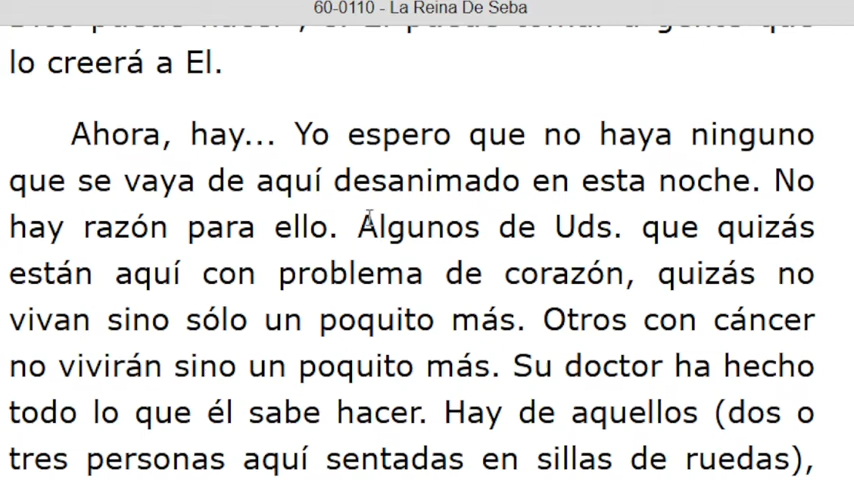 60-0110 - La Reina De Seba
lo creerá a El.
Ahora, hay... Yo espero que no haya ninguno
que se vaya de aquí desanimado en esta noche. No
hay razón para ello. Algunos de Uds. que quizás
están aquí con problema de corazón, quizás no
vivan sino sólo un poquito más. Otros con cáncer
no vivirán sino un poquito más. Su doctor ha hecho
todo lo que él sabe hacer. Hay de aquellos (dos o
tres personas aquí sentadas en sillas de ruedas),